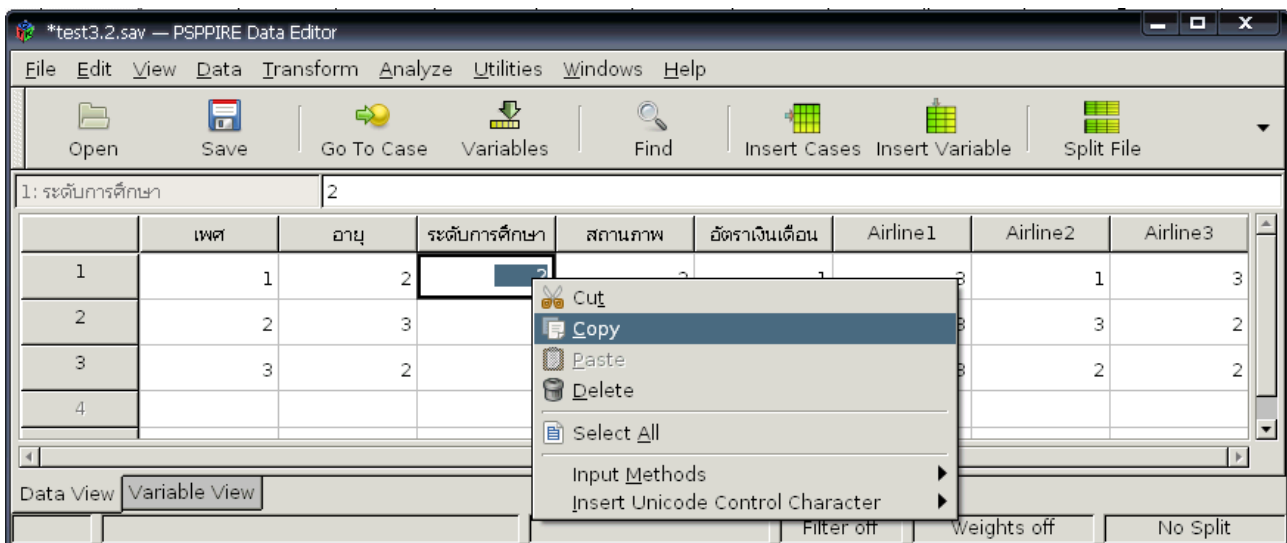 *test3.2.sav — PSPPIRE Data Editor
File Edit View Data Transform Analyze Utilities Windows Help
Open Save Go To Case Variables Find Insert Cases Insert Variable Split File
1: ระดับการศึกษา 2
เพศ อายุ ระดับการศึกษา สถานภาพ อัตราเงินเดือน Airline1 Airline2 Airline3
1 1 2 2 1 3
2 2 3 3 2
3 3 2 2 2
4
Cut
Copy
Paste
Delete
Select All
Input Methods
Insert Unicode Control Character
Data View Variable View
Filter off Weights off No Split